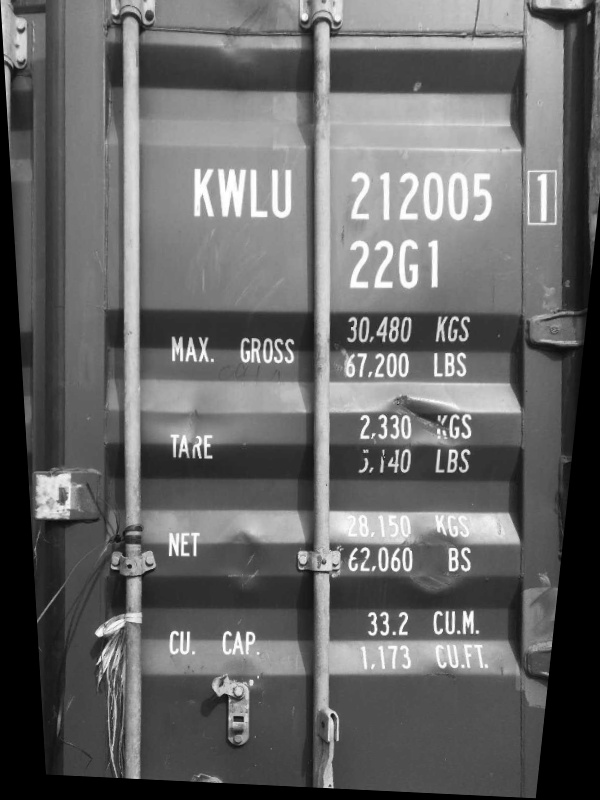 KWLU 212005 1
22G1
MAX. GROSS 30,480 KGS
67,200 LBS
TARE 2,330 KGS
5,140 LBS
NET 28,150 KGS
62,060 BS
CU. CAP. 33.2 CU.M.
1,173 CU.FT.